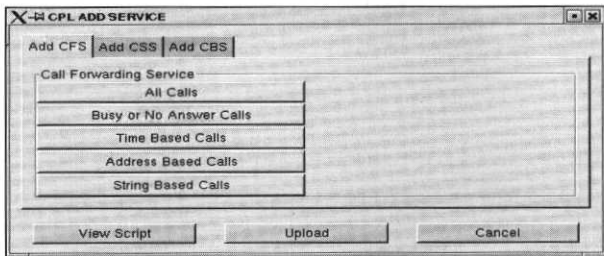 CPL ADD SERVICE
Add CFS Add CSS Add CBS
Call Forwarding Service
All Calls
Busy or No Answer Calls
Time Based Calls
Address Based Calls
String Based Calls
View Script Upload Cancel